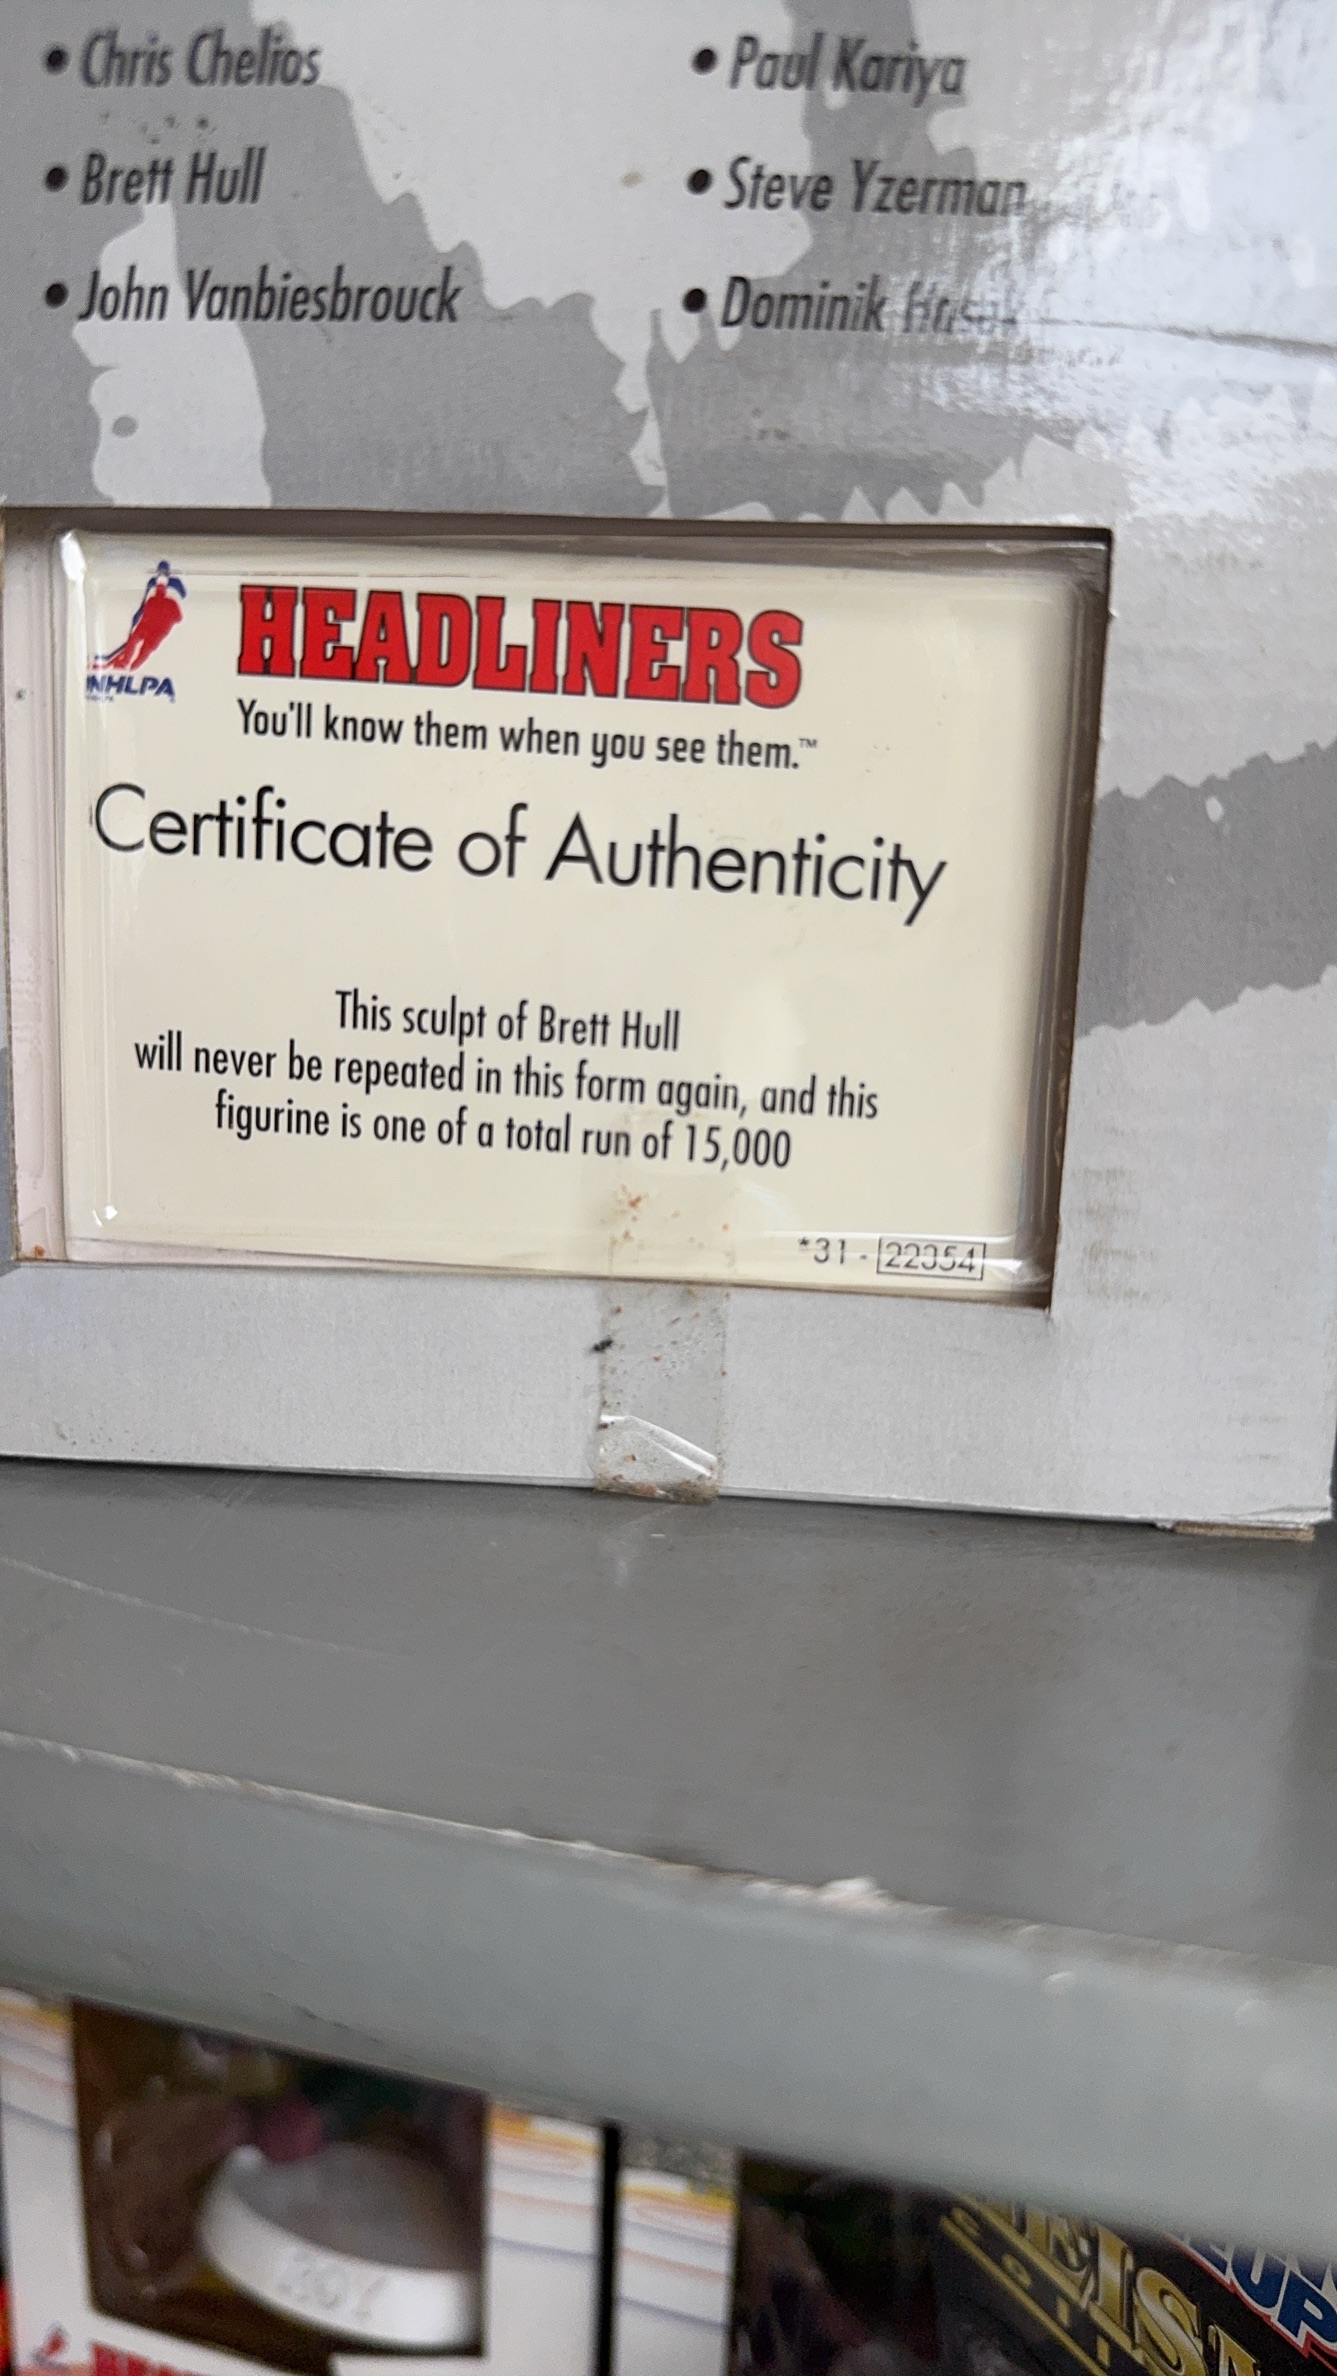 • Chris Chelios
• Paul Kariya
• Brett Hull
• Steve Yzerman
• John Vanbiesbrouck
• Dominik Hasek
NHLPA
HEADLINERS
You'll know them when you see them.™
Certificate of Authenticity
This sculpt of Brett Hull
will never be repeated in this form again, and this
figurine is one of a total run of 15,000
*31 - 22354